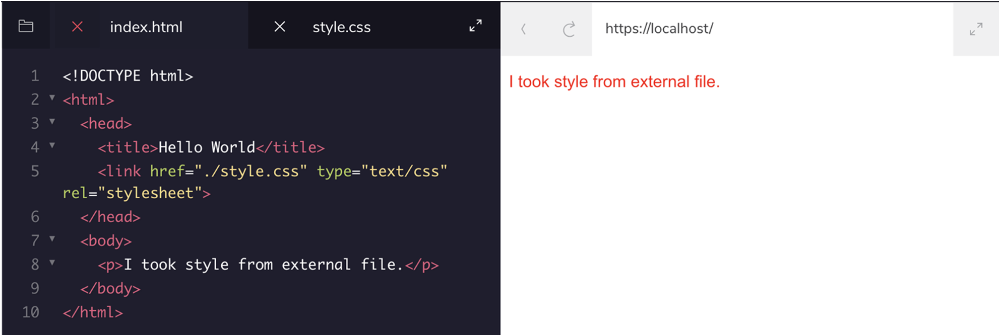 index.html
style.css
https://localhost/
1 <!DOCTYPE html>
2 <html>
3 <head>
4 <title>Hello World</title>
5 <link href="./style.css" type="text/css"
rel="stylesheet">
6 </head>
7 <body>
8 <p>I took style from external file.</p>
9 </body>
10 </html>
I took style from external file.